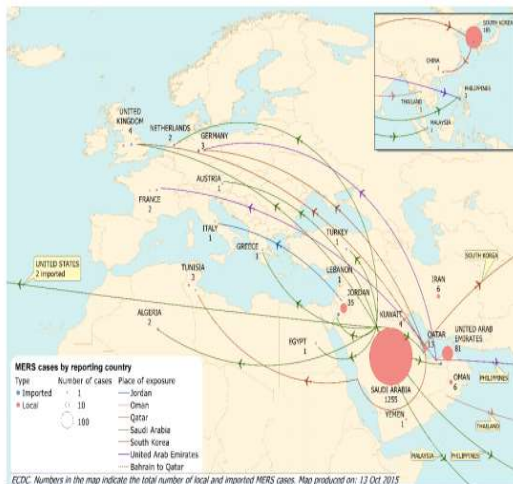 SOUTH KOREA
185
CHINA
1
THAILAND
1
PHILIPPINES
MALAYSIA
1
UNITED
KINGDOM
4
NETHERLANDS
2
GERMANY
3
AUSTRIA
1
FRANCE
2
ITALY
1
GREECE
TURKEY
1
UNITED STATES
2 imported
TUNISIA
3
ALGERIA
2
LEBANON
1
JORDAN
35
IRAN
6
SOUTH KOREA
KUWAIT
4
QATAR
13
UNITED ARAB
EMIRATES
81
EGYPT
1
SAUDI ARABIA
1255
OMAN
6
YEMEN
1
PHILIPPINES
THAILAND
MALAYSIA
PHILIPPINES
MERS cases by reporting country
Type
Imported
Local
Number of cases
1
10
100
Place of exposure
Jordan
Oman
Qatar
Saudi Arabia
South Korea
United Arab Emirates
Bahrain to Qatar
ECDC. Numbers in the map indicate the total number of local and imported MERS cases. Map produced on: 13 Oct 2015